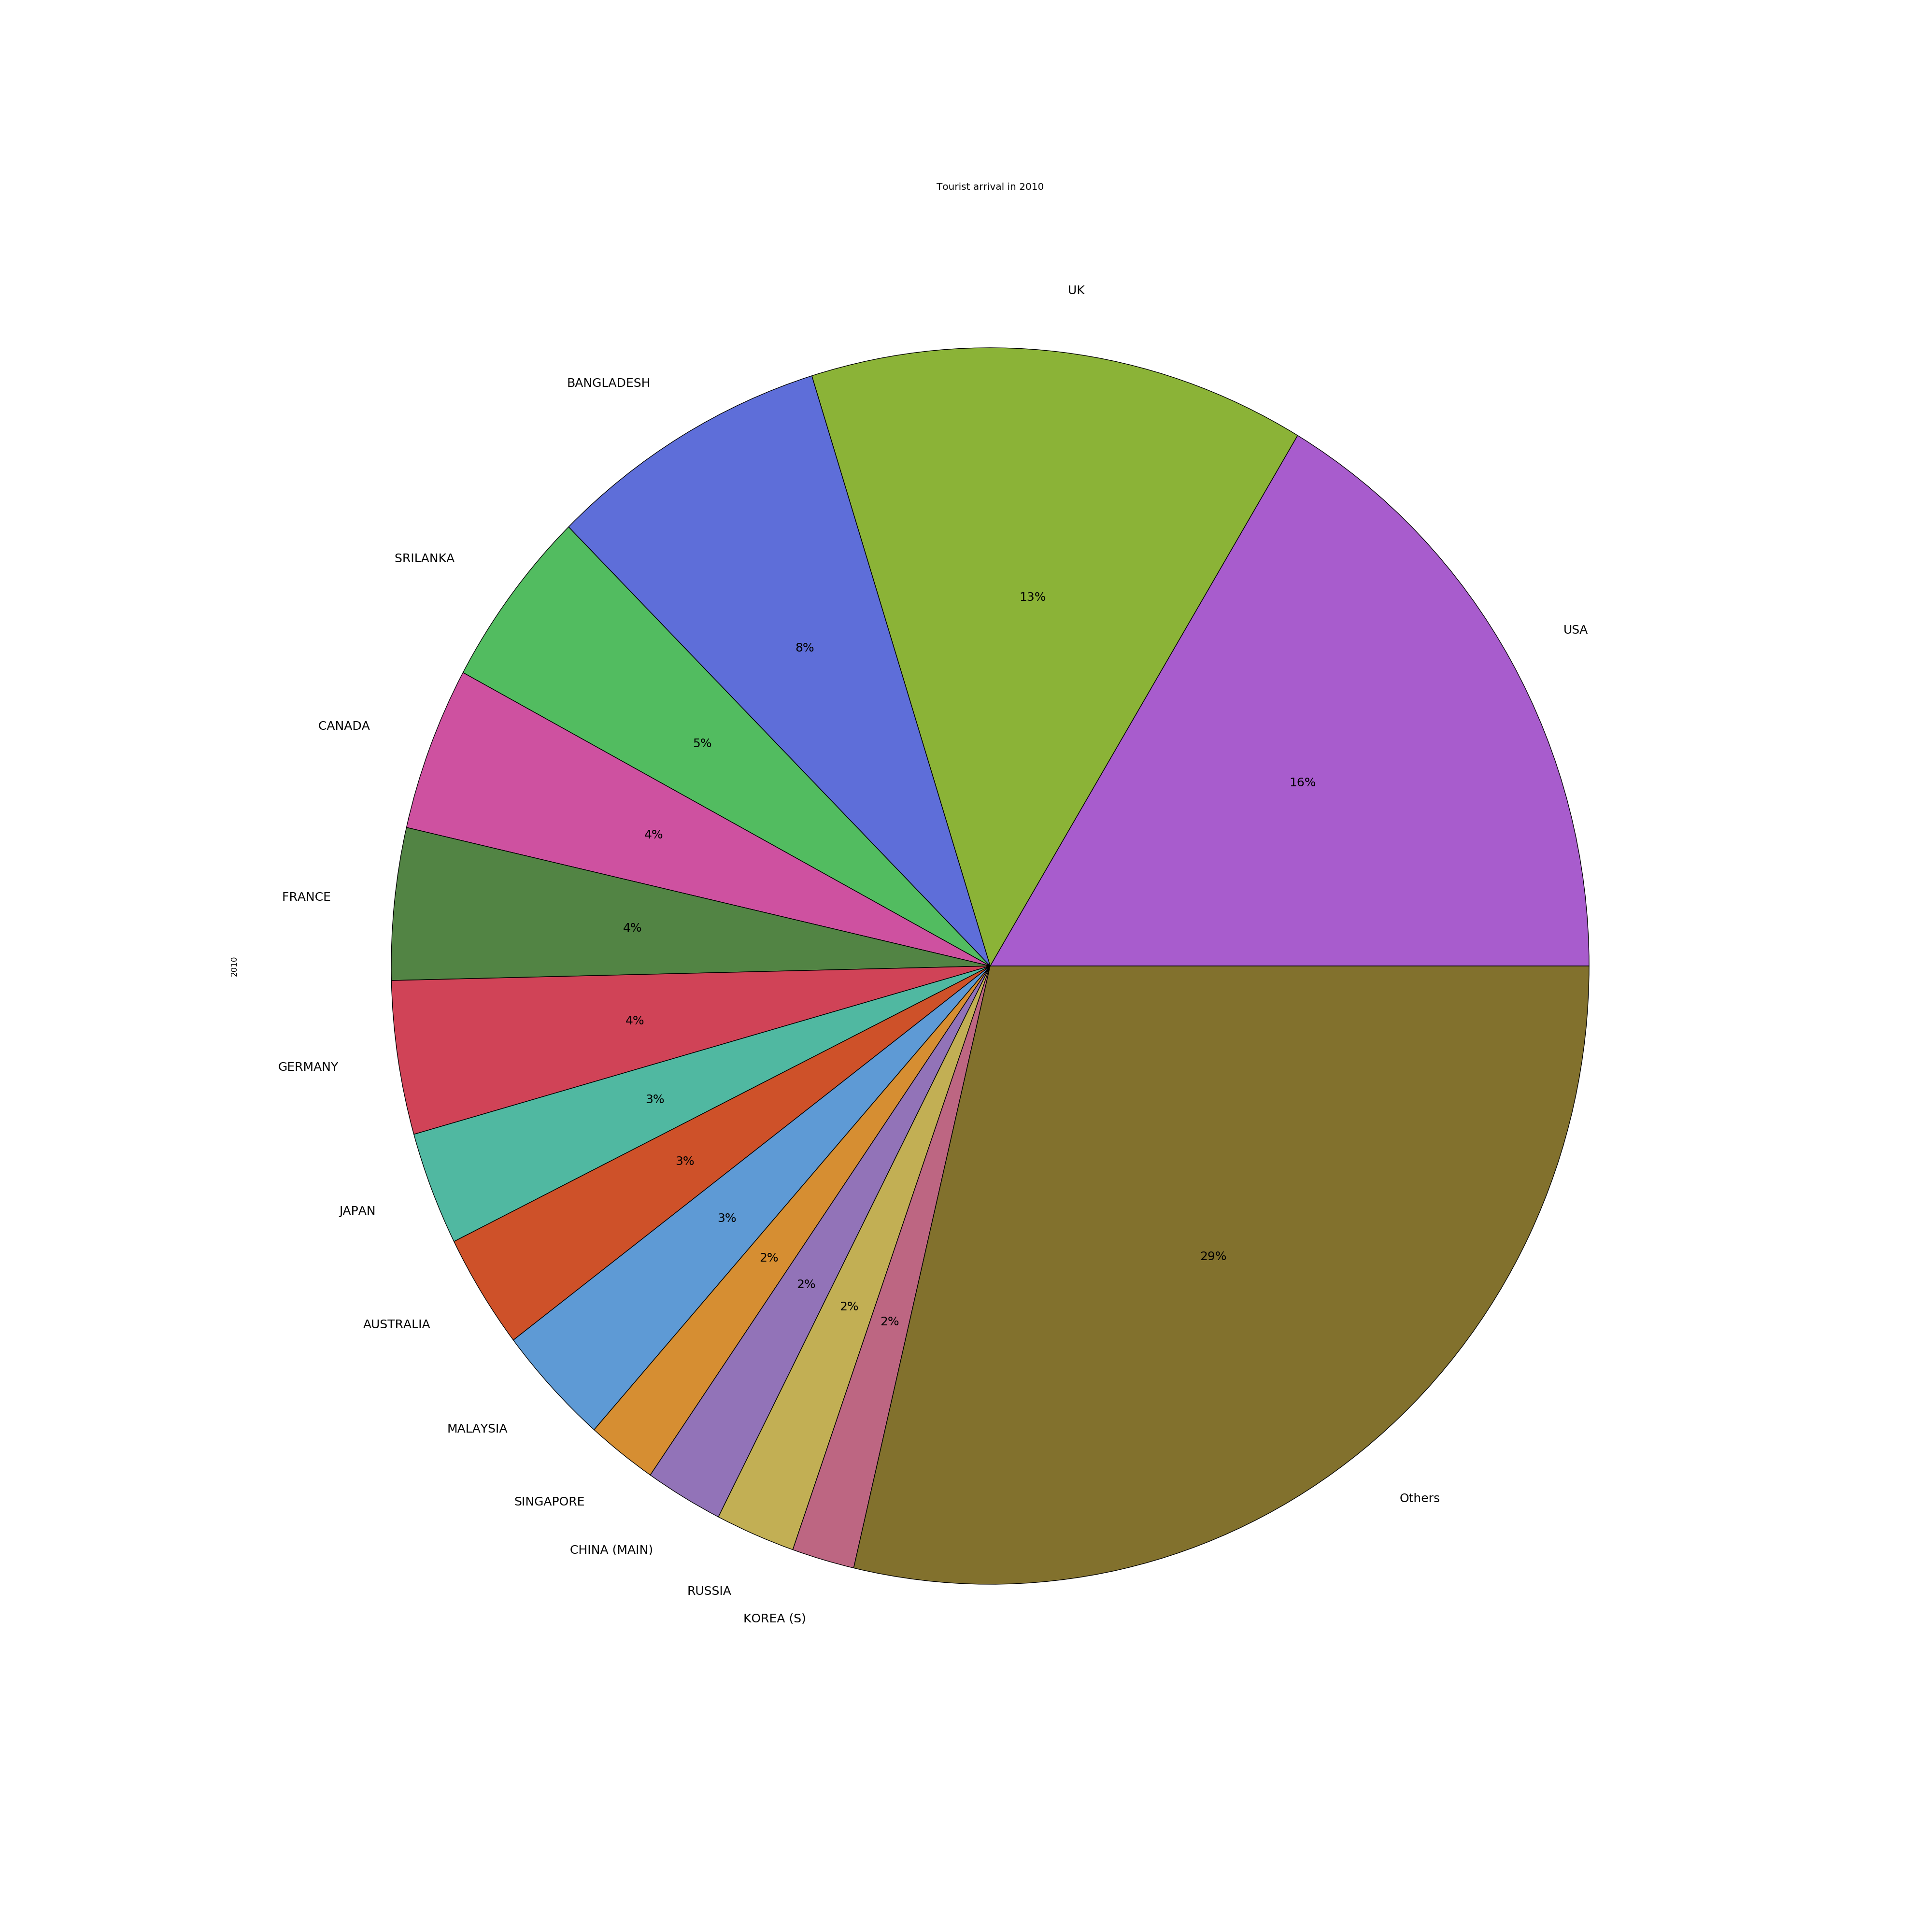 Tourist arrival in 2010
UK
BANGLADESH
SRILANKA
USA
CANADA
FRANCE
2010
GERMANY
JAPAN
AUSTRALIA
MALAYSIA
SINGAPORE
CHINA (MAIN)
RUSSIA
KOREA (S)
Others
13%
8%
5%
16%
4%
4%
4%
3%
3%
3%
2%
2%
2%
2%
29%